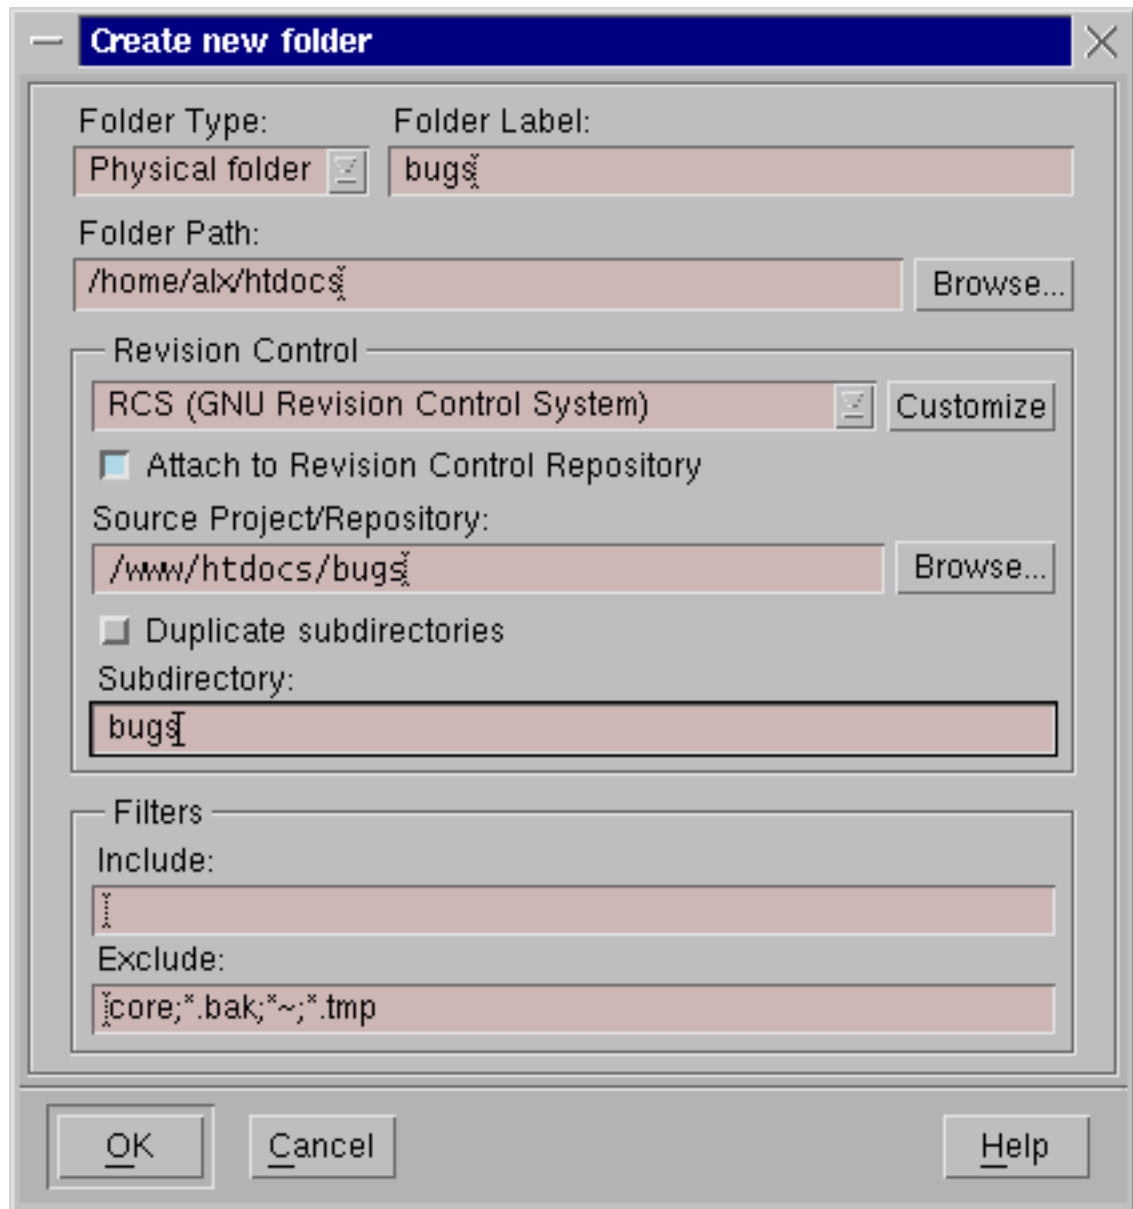 Create new folder
Folder Type: Folder Label:
Physical folder bugs
Folder Path:
/home/alx/htdocs Browse...
Revision Control
RCS (GNU Revision Control System) Customize
Attach to Revision Control Repository
Source Project/Repository:
/www/htdocs/bugs Browse...
Duplicate subdirectories
Subdirectory:
bugs
Filters
Include:
Exclude:
core;*.bak;*~;*.tmp
OK Cancel Help